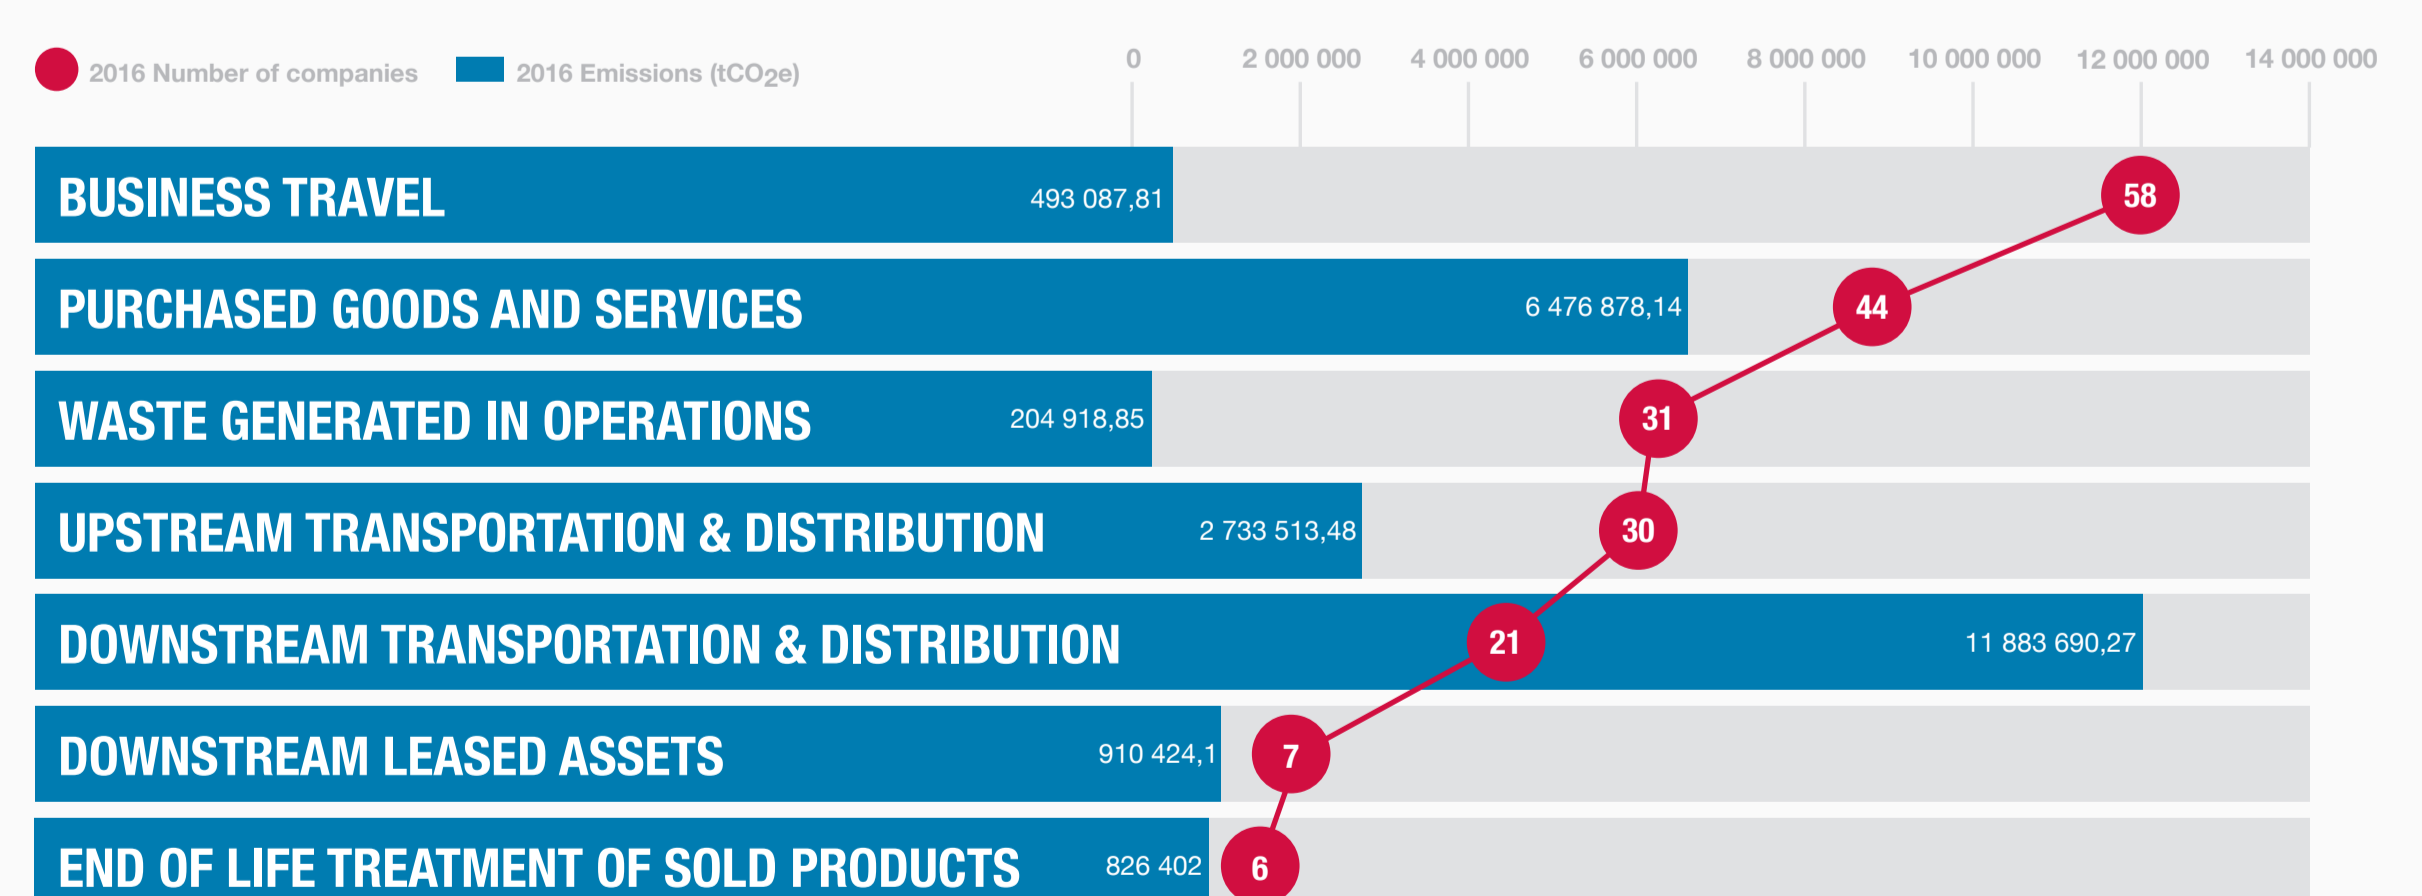 2016 Number of companies 2016 Emissions (tCO2e)
0 2 000 000 4 000 000 6 000 000 8 000 000 10 000 000 12 000 000 14 000 000
BUSINESS TRAVEL 493 087,81 58
PURCHASED GOODS AND SERVICES 6 476 878,14 44
WASTE GENERATED IN OPERATIONS 204 918,85 31
UPSTREAM TRANSPORTATION & DISTRIBUTION 2 733 513,48 30
DOWNSTREAM TRANSPORTATION & DISTRIBUTION 21 11 883 690,27
DOWNSTREAM LEASED ASSETS 910 424,1 7
END OF LIFE TREATMENT OF SOLD PRODUCTS 826 402 6